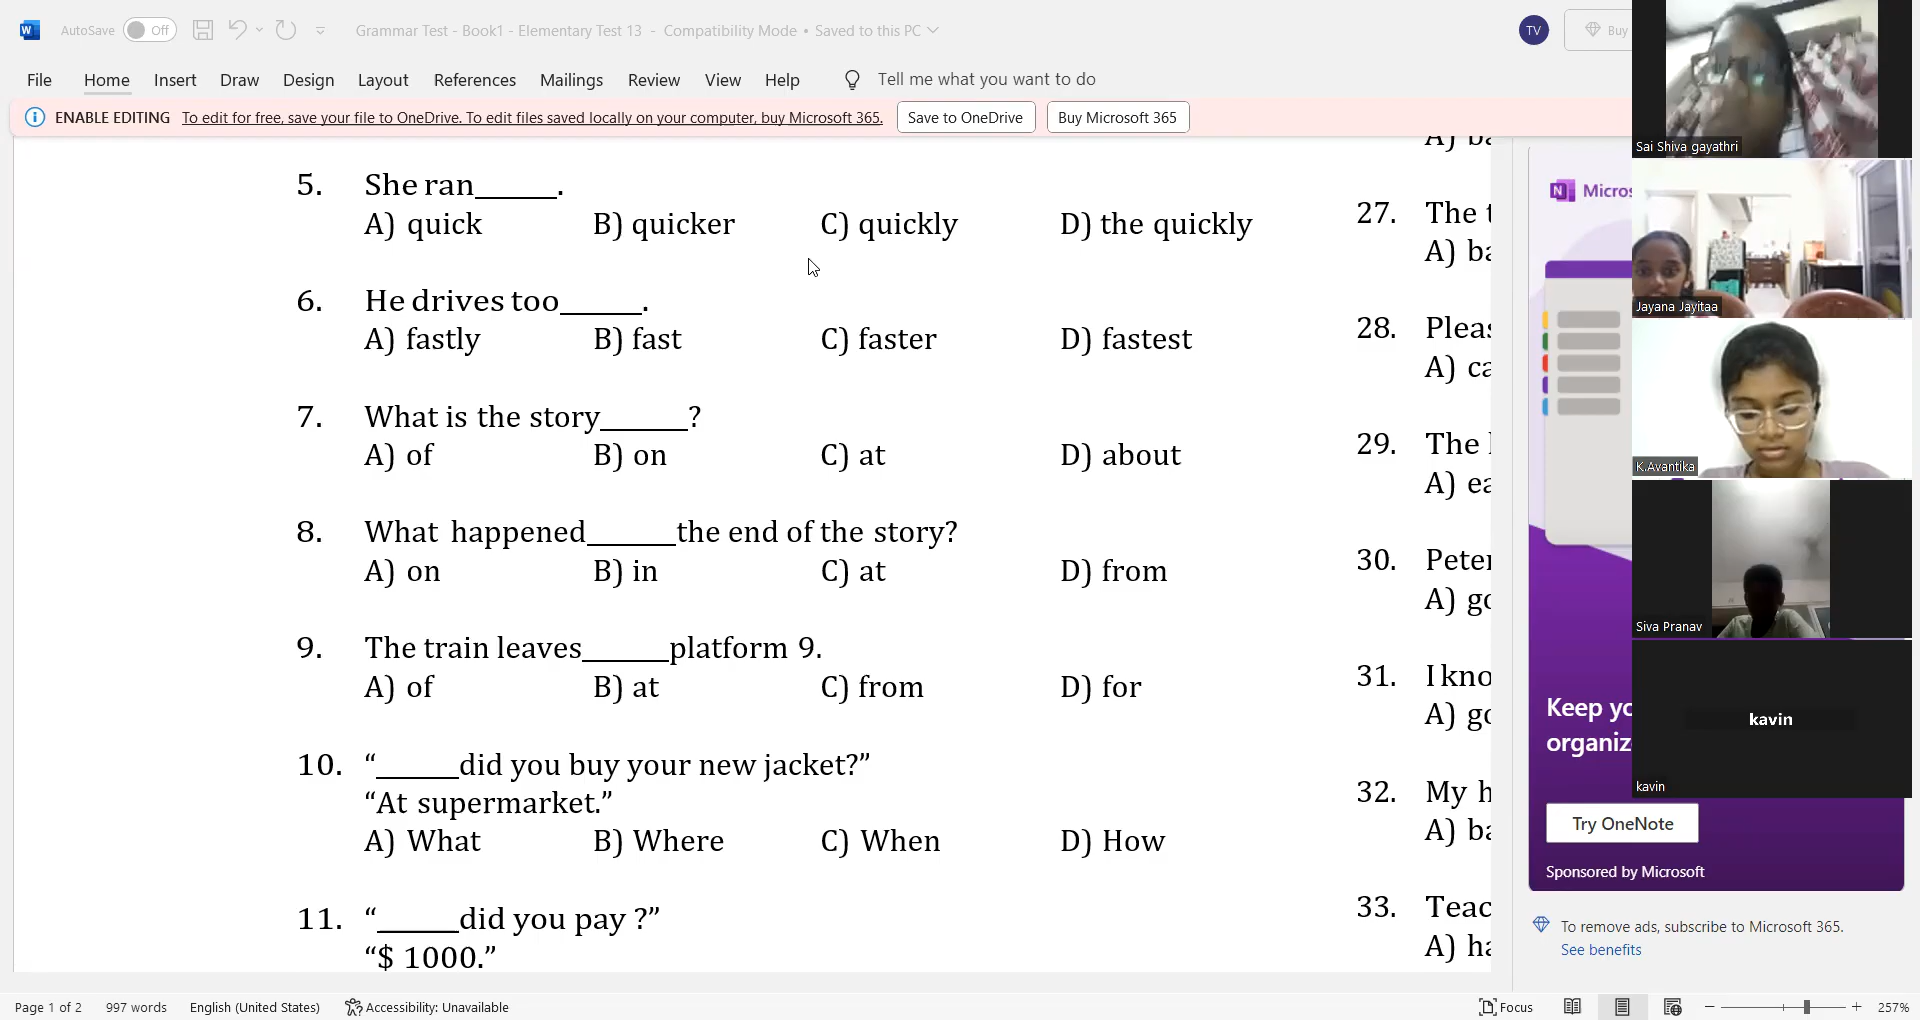 AutoSave Off Grammar Test - Book1 - Elementary Test 13 - Compatibility Mode • Saved to this PC TV Buy
File Home Insert Draw Design Layout References Mailings Review View Help Tell me what you want to do
ENABLE EDITING To edit for free, save your file to OneDrive. To edit files saved locally on your computer, buy Microsoft 365. Save to OneDrive Buy Microsoft 365
5. She ran______.
A) quick B) quicker C) quickly D) the quickly
6. He drives too______.
A) fastly B) fast C) faster D) fastest
7. What is the story______?
A) of B) on C) at D) about
8. What happened______the end of the story?
A) on B) in C) at D) from
9. The train leaves______platform 9.
A) of B) at C) from D) for
10. “______did you buy your new jacket?”
“At supermarket.”
A) What B) Where C) When D) How
11. “______did you pay ?”
“$ 1000.”
27. The
28.
29. The
30.
31. I
32. My
33.
A)
Sai Shiva gayathri
Jayana Jayitaa
K.Avantika
Siva Pranav
kavin
kavin
Keep
Try OneNote
Sponsored by Microsoft
To remove ads, subscribe to Microsoft 365.
See benefits
Page 1 of 2 997 words English (United States) Accessibility: Unavailable Focus 257%